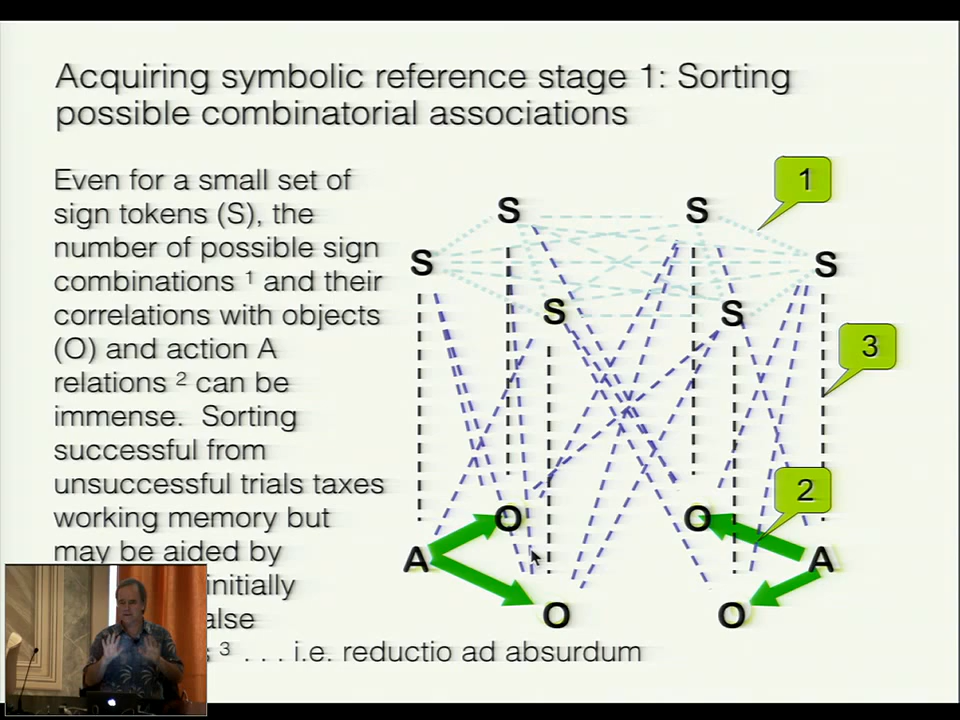 Acquiring symbolic reference stage 1: Sorting
possible combinatorial associations
Even for a small set of
sign tokens (S), the
number of possible sign
combinations 1 and their
correlations with objects
(O) and action A
relations 2 can be
immense. Sorting
successful from
unsuccessful trials taxes
working memory but
may be aided by
initially
alse
s 3 . . . i.e. reductio ad absurdum
1
S S
S S
S S
3
2
O O
A A
O O